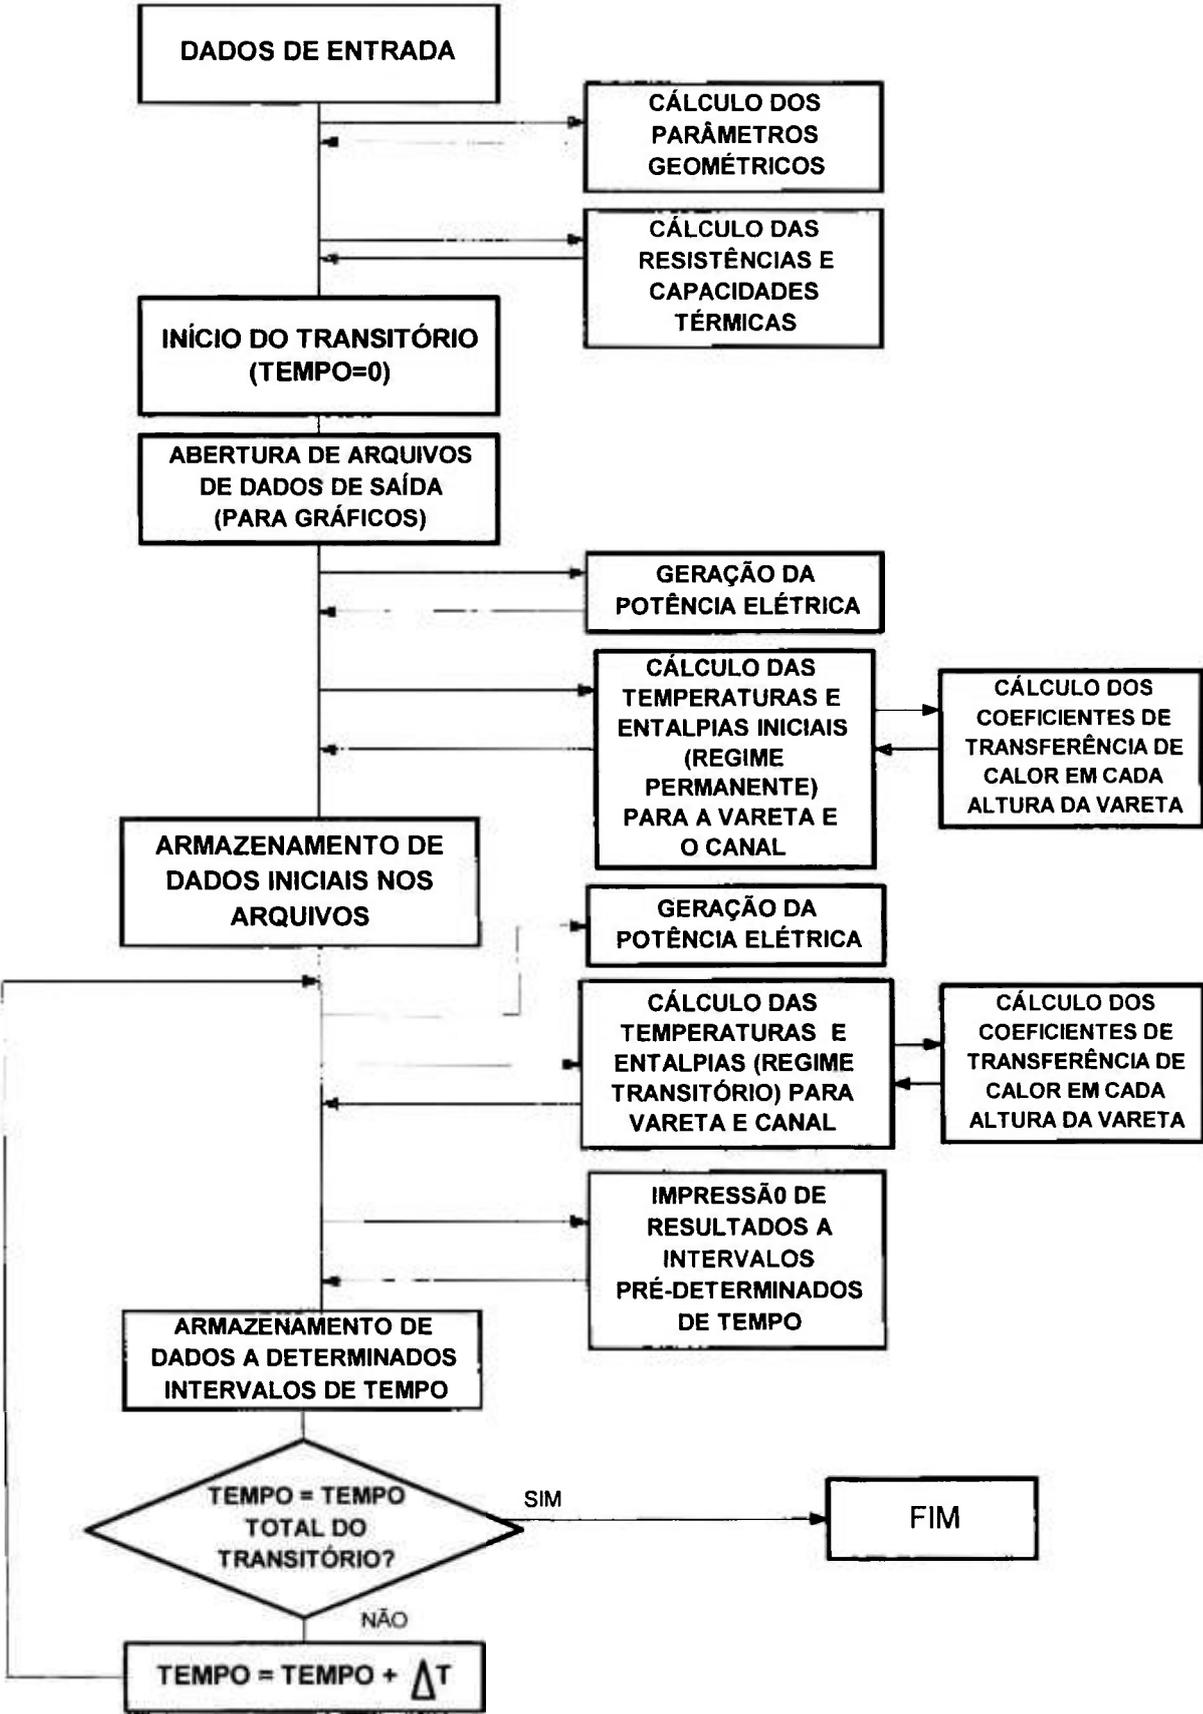 DADOS DE ENTRADA
CÁLCULO DOS
PARÂMETROS
GEOMÉTRICOS
CÁLCULO DAS
RESISTÊNCIAS E
CAPACIDADES
TÉRMICAS
INÍCIO DO TRANSITÓRIO
(TEMPO=0)
ABERTURA DE ARQUIVOS
DE DADOS DE SAÍDA
(PARA GRÁFICOS)
GERAÇÃO DA
POTÊNCIA ELÉTRICA
CÁLCULO DAS
TEMPERATURAS E
ENTALPIAS INICIAIS
(REGIME
PERMANENTE)
PARA A VARETA E
O CANAL
CÁLCULO DOS
COEFICIENTES DE
TRANSFERÊNCIA DE
CALOR EM CADA
ALTURA DA VARETA
ARMAZENAMENTO DE
DADOS INICIAIS NOS
ARQUIVOS
GERAÇÃO DA
POTÊNCIA ELÉTRICA
CÁLCULO DAS
TEMPERATURAS E
ENTALPIAS (REGIME
TRANSITÓRIO) PARA
VARETA E CANAL
CÁLCULO DOS
COEFICIENTES DE
TRANSFERÊNCIA DE
CALOR EM CADA
ALTURA DA VARETA
IMPRESSÃ0 DE
RESULTADOS A
INTERVALOS
PRÉ-DETERMINADOS
DE TEMPO
ARMAZENAMENTO DE
DADOS A DETERMINADOS
INTERVALOS DE TEMPO
TEMPO = TEMPO
TOTAL DO
TRANSITÓRIO?
SIM
FIM
NÃO
TEMPO = TEMPO + ΔT